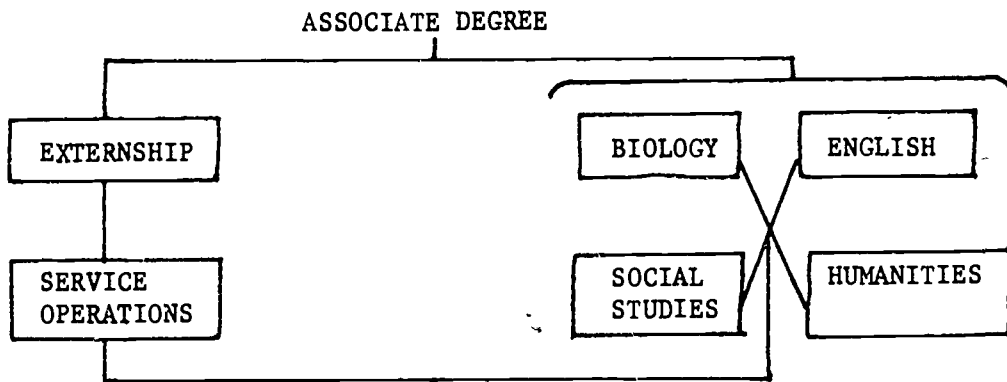 ASSOCIATE DEGREE
EXTERNSHIP
BIOLOGY
ENGLISH
SERVICE
OPERATIONS
SOCIAL
STUDIES
HUMANITIES